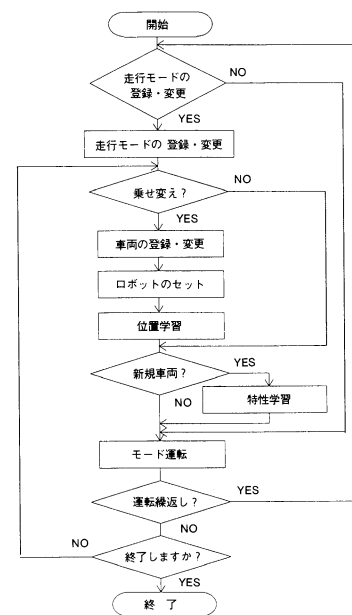 開始
走行モードの
登録・変更
NO
YES
走行モードの 登録・変更
乗せ変え？
NO
YES
車両の登録・変更
ロボットのセット
位置学習
新規車両？
YES
NO
特性学習
モード運転
運転繰返し？
YES
NO
終了しますか？
NO
YES
終 了